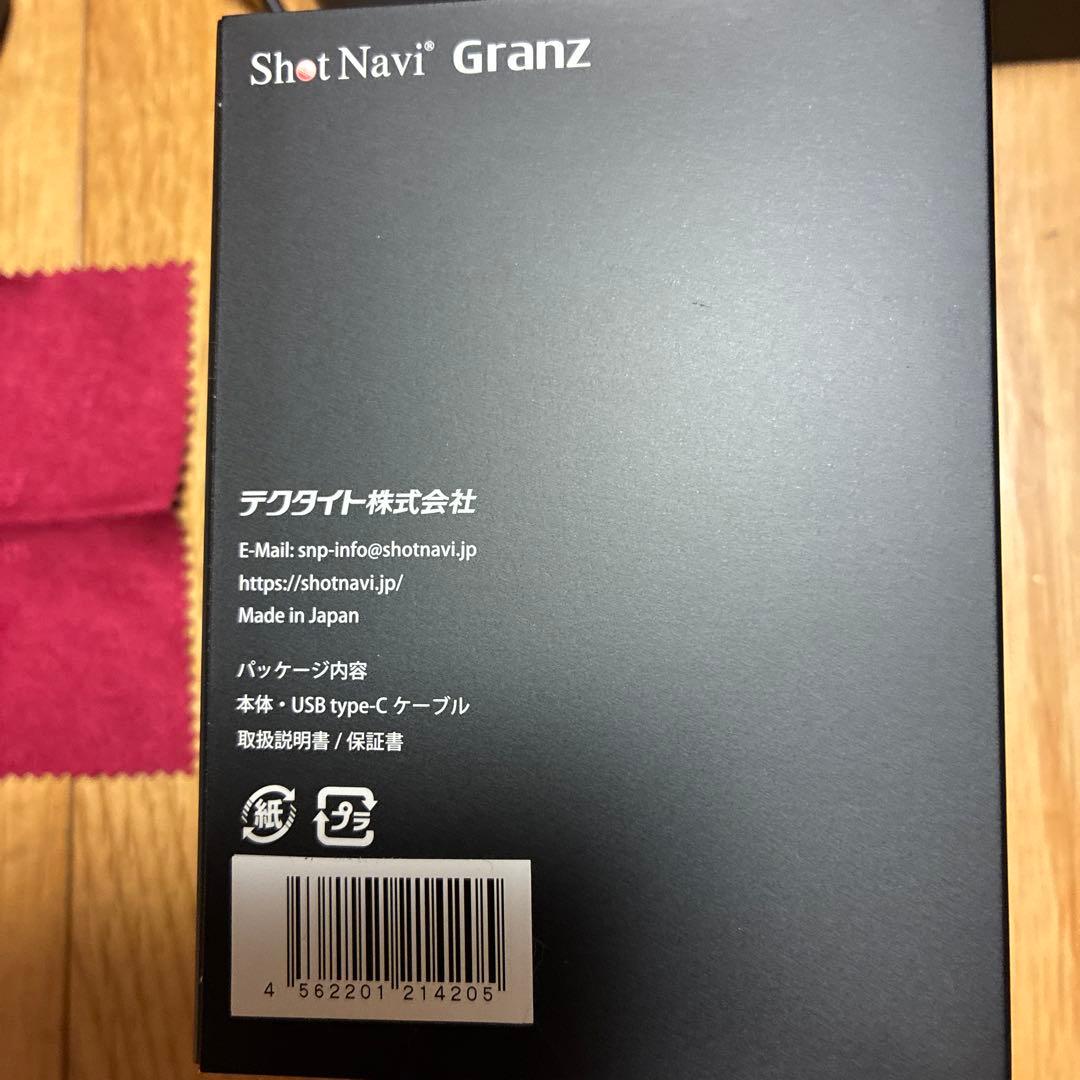 Shot Navi® Granz
テクタイト株式会社
E-Mail: snp-info@shotnavi.jp
https://shotnavi.jp/
Made in Japan
パッケージ内容
本体・USB type-C ケーブル
取扱説明書 / 保証書
紙 プラ
4 562201 214205